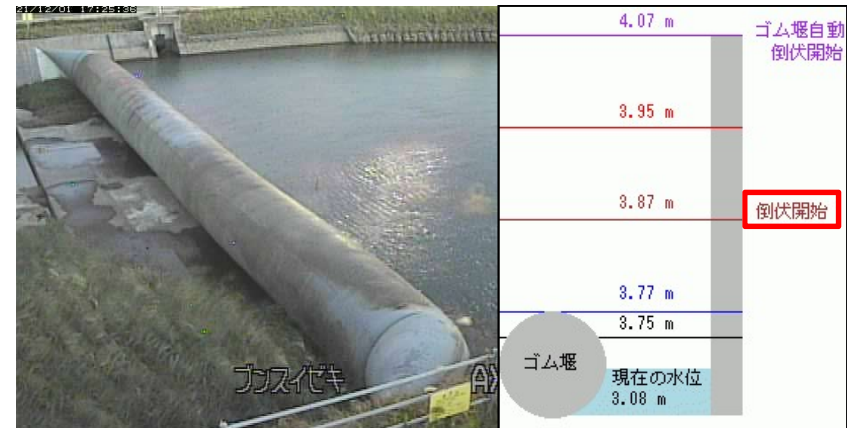 21/12/01 17:25:36
ブンスイゼキ
4.07 m
ゴム堰自動
倒伏開始
3.95 m
3.87 m
倒伏開始
3.77 m
3.75 m
ゴム堰
現在の水位
3.08 m